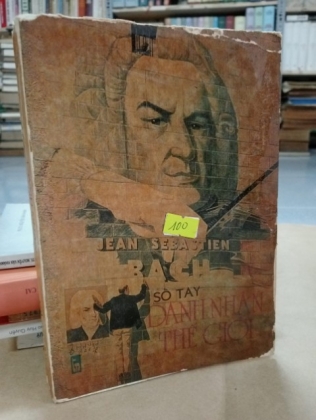 100
JEAN SEBASTIEN
BACH
SỔ TAY
DANH NHÂN
THẾ GIỚI